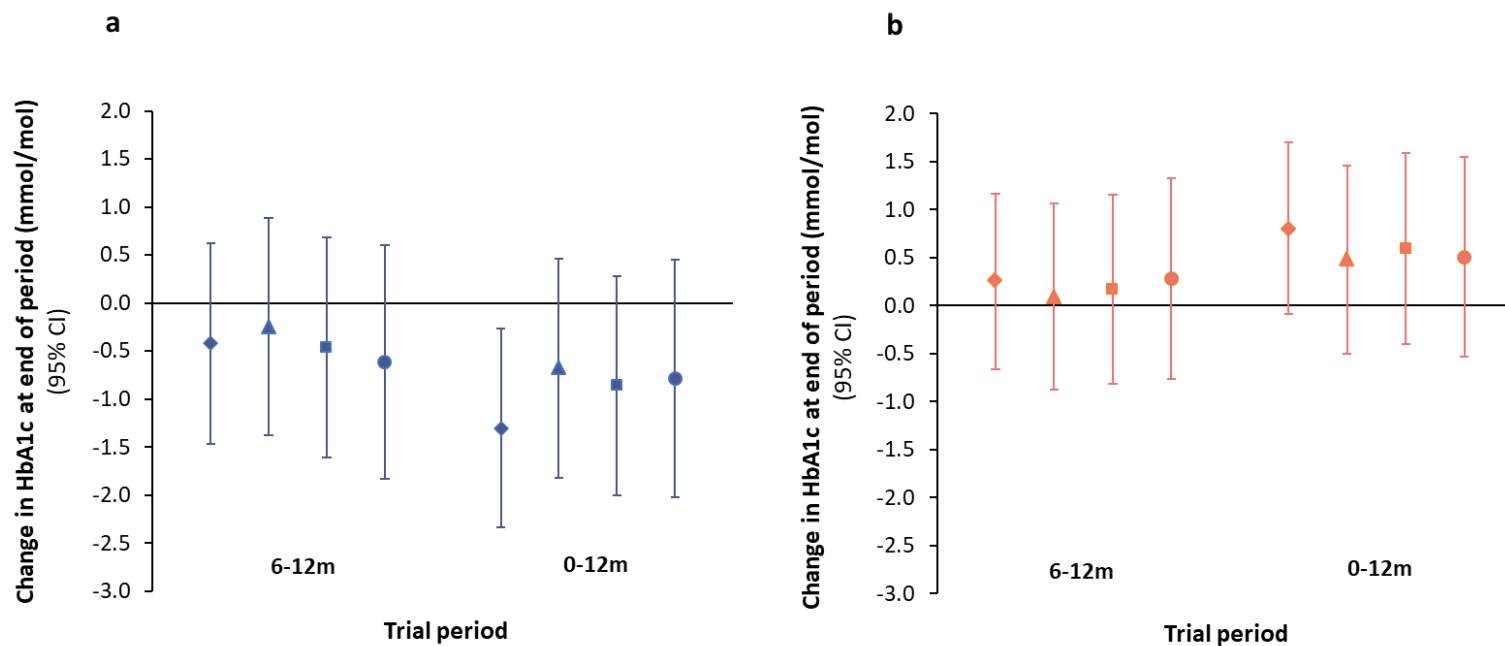 a
Change in HbA1c at end of period (mmol/mol)
(95% CI)
2.0
1.5
1.0
0.5
0.0
-0.5
-1.0
-1.5
-2.0
-2.5
-3.0
6-12m
0-12m
Trial period
b
Change in HbA1c at end of period (mmol/mol)
(95% CI)
2.0
1.5
1.0
0.5
0.0
-0.5
-1.0
-1.5
-2.0
-2.5
-3.0
6-12m
0-12m
Trial period